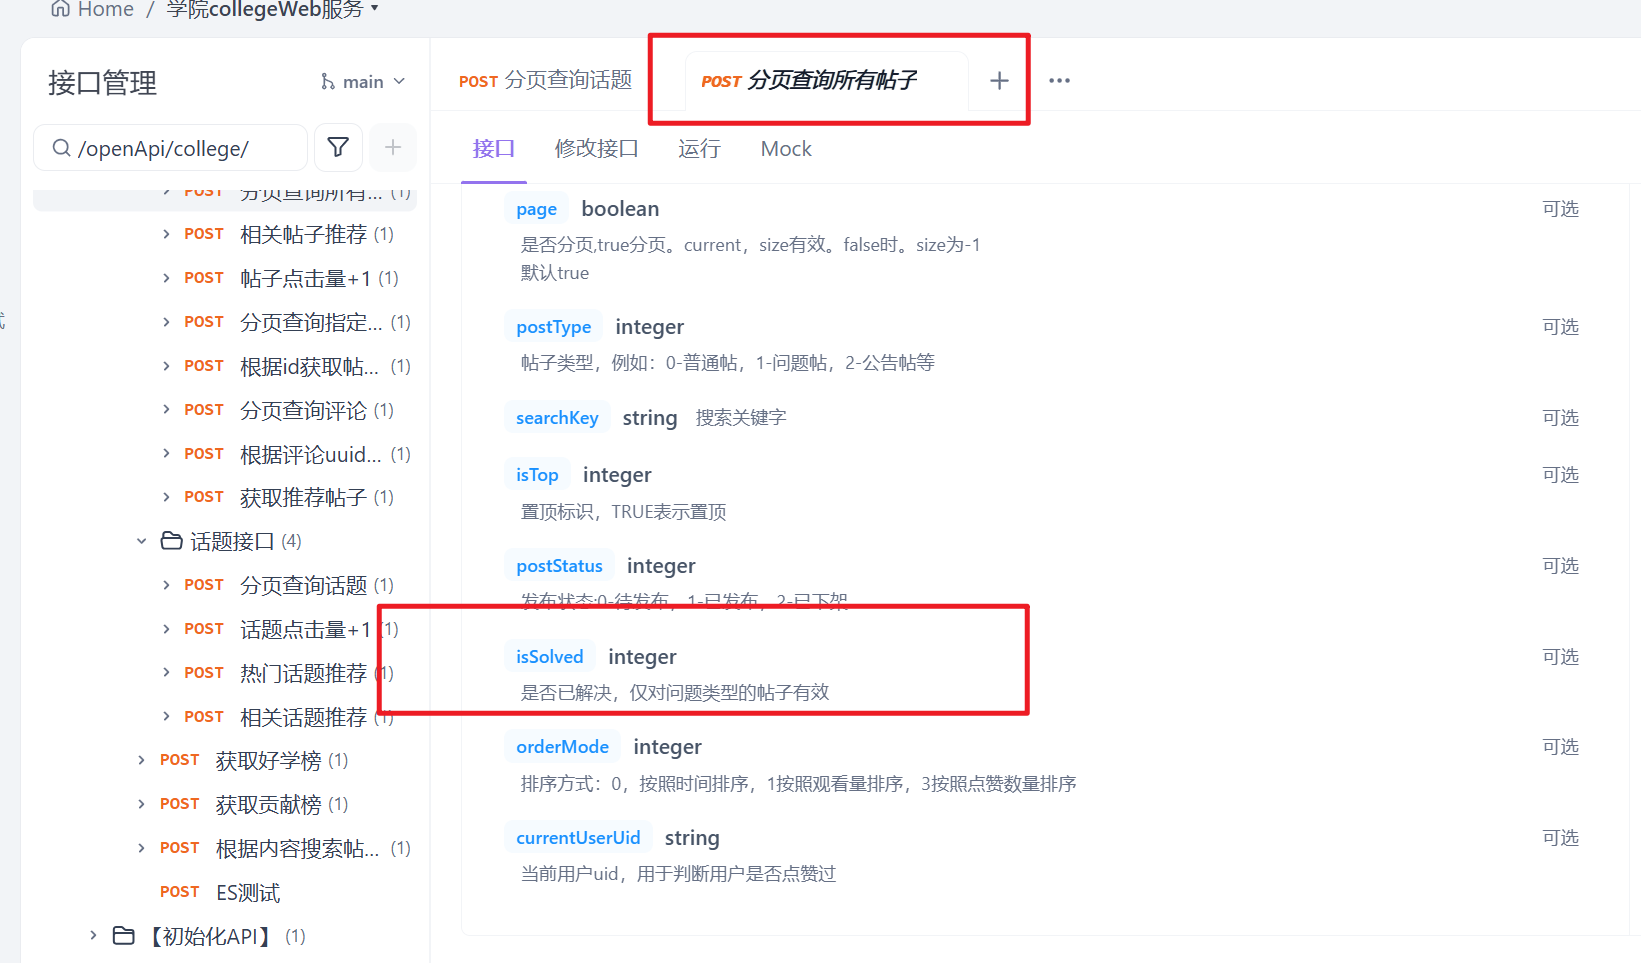 Home / 学院collegeWeb服务
接口管理
main
/openApi/college/
POST 分页查询所有... (1)
POST 相关帖子推荐 (1)
POST 帖子点击量+1 (1)
POST 分页查询指定... (1)
POST 根据id获取帖... (1)
POST 分页查询评论 (1)
POST 根据评论uuid... (1)
POST 获取推荐帖子 (1)
话题接口 (4)
POST 分页查询话题 (1)
POST 话题点击量+1 (1)
POST 热门话题推荐 (1)
POST 相关话题推荐 (1)
POST 获取好学榜 (1)
POST 获取贡献榜 (1)
POST 根据内容搜索帖... (1)
POST ES测试
【初始化API】 (1)
POST 分页查询话题
POST 分页查询所有帖子
接口 修改接口 运行 Mock
page boolean 可选
是否分页,true分页。current，size有效。false时。size为-1
默认true
postType integer 可选
帖子类型，例如：0-普通帖，1-问题帖，2-公告帖等
searchKey string 搜索关键字 可选
isTop integer 可选
置顶标识，TRUE表示置顶
postStatus integer 可选
发布状态:0-待发布，1-已发布，2-已下架
isSolved integer 可选
是否已解决，仅对问题类型的帖子有效
orderMode integer 可选
排序方式：0，按照时间排序，1按照观看量排序，3按照点赞数量排序
currentUserUid string 可选
当前用户uid，用于判断用户是否点赞过